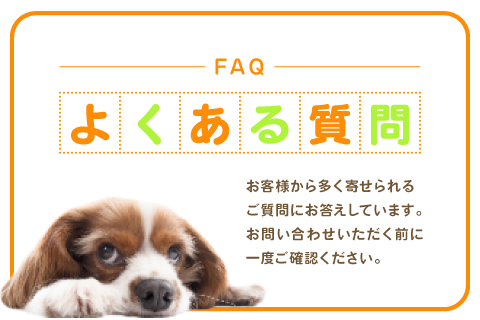 FAQ
よくある質問
お客様から多く寄せられる
ご質問にお答えしています。
お問い合わせいただく前に
一度ご確認ください。